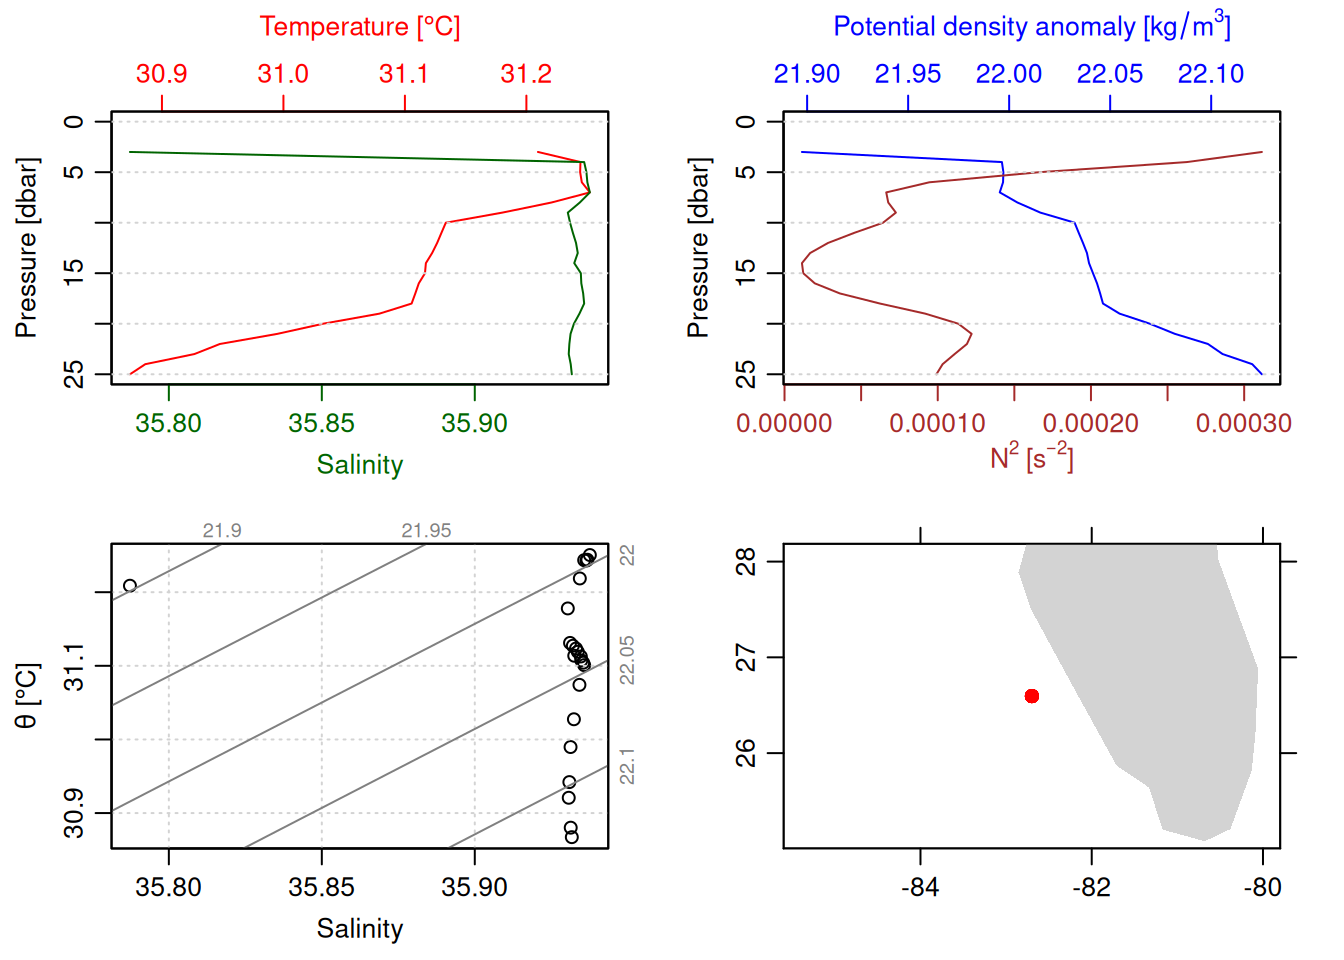 Temperature [°C]
30.9 31.0 31.1 31.2
Pressure [dbar]
0 5 15 25
35.80 35.85 35.90
Salinity
Potential density anomaly [kg/m³]
21.90 21.95 22.00 22.05 22.10
Pressure [dbar]
0 5 15 25
0.00000 0.00010 0.00020 0.00030
N² [s⁻²]
21.9 21.95
22
22.05
22.1
θ [°C]
31.1
30.9
35.80 35.85 35.90
Salinity
28
27
26
-84 -82 -80